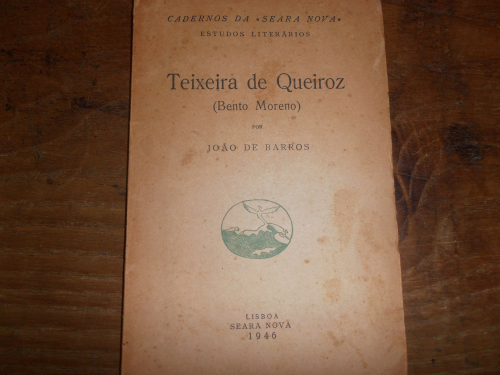 CADERNOS DA «SEARA NOVA»
ESTUDOS LITERÁRIOS
Teixeira de Queiroz
(Bento Moreno)
POR
JOÃO DE BARROS
LISBOA
SEARA NOVA
1946